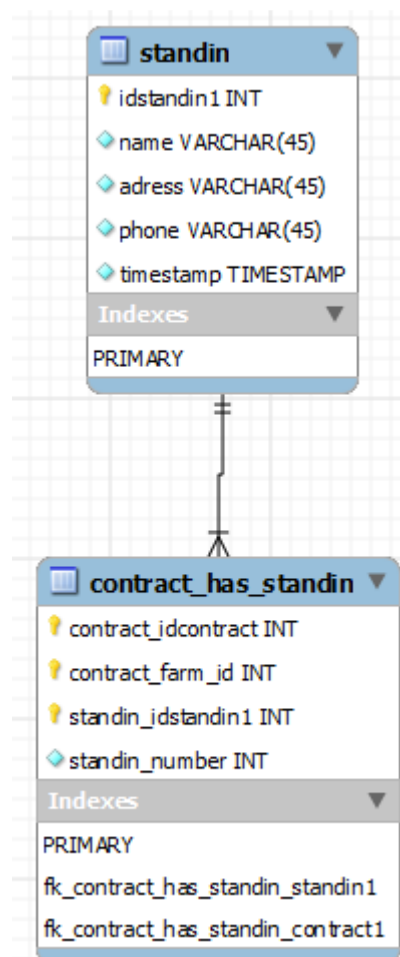 standin
idstandin1 INT
name VARCHAR(45)
adress VARCHAR(45)
phone VARCHAR(45)
timestamp TIMESTAMP
Indexes
PRIMARY
contract_has_standin
contract_idcontract INT
contract_farm_id INT
standin_idstandin1 INT
standin_number INT
Indexes
PRIMARY
fk_contract_has_standin_standin1
fk_contract_has_standin_contract1